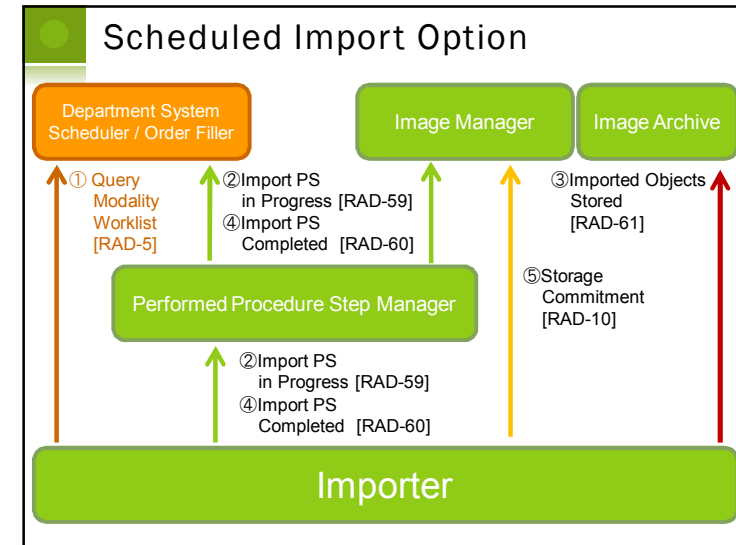 Scheduled Import Option
Department System
Scheduler / Order Filler
Image Manager
Image Archive
① Query
Modality
Worklist
[RAD-5]
②Import PS
in Progress [RAD-59]
④Import PS
Completed [RAD-60]
③Imported Objects
Stored
[RAD-61]
⑤Storage
Commitment
[RAD-10]
Performed Procedure Step Manager
②Import PS
in Progress [RAD-59]
④Import PS
Completed [RAD-60]
Importer